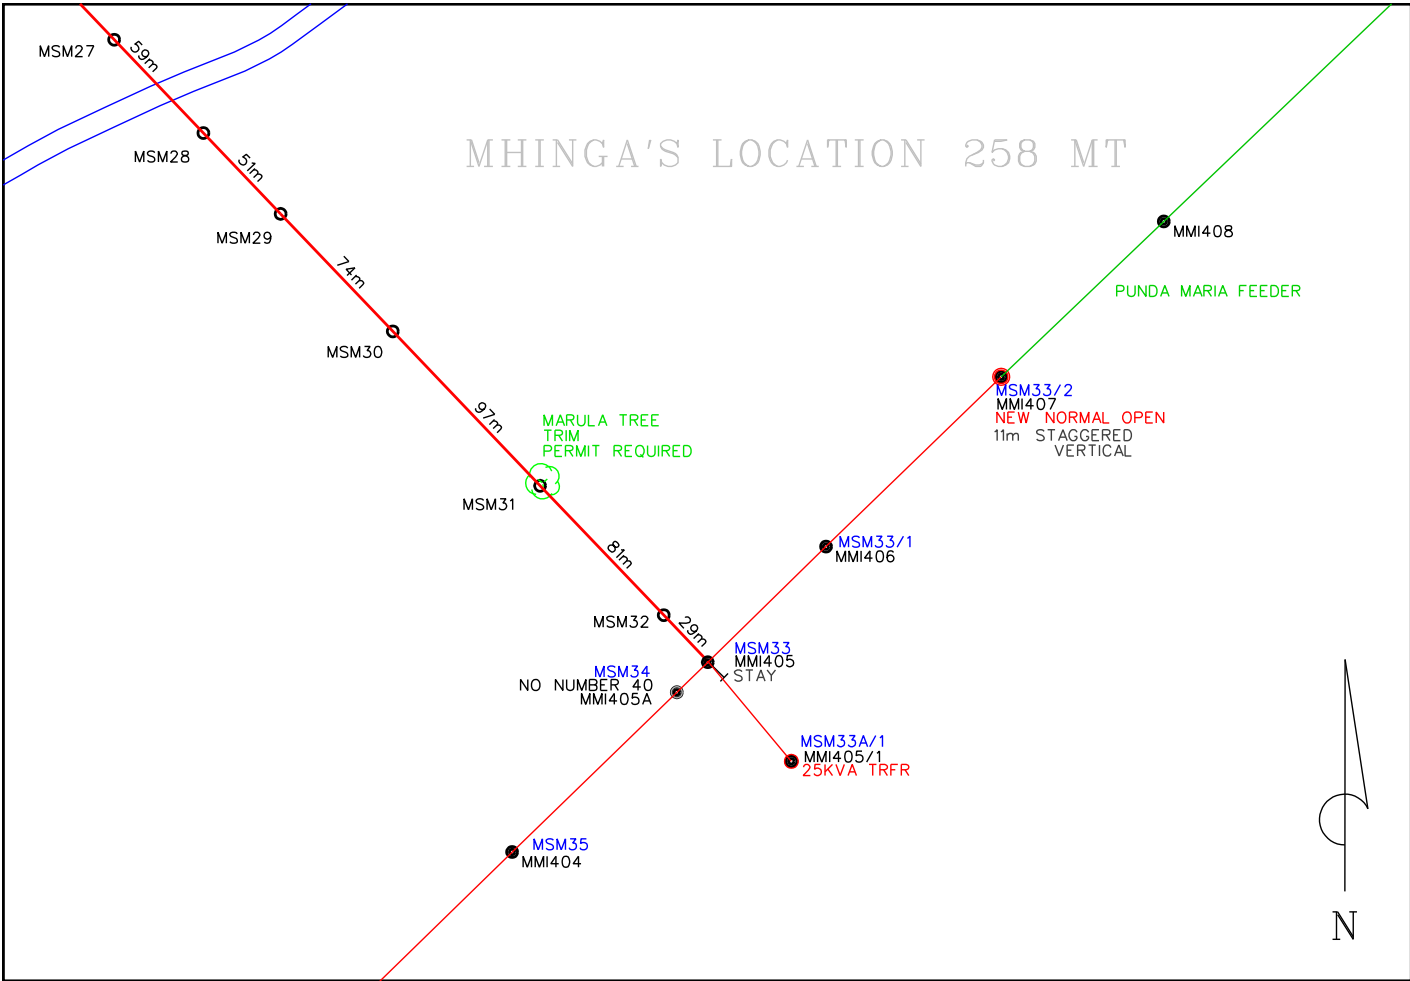 MSM27
59m
MSM28
51m
MHINGA'S LOCATION 258 MT
MSM29
MMI408
74m
PUNDA MARIA FEEDER
MSM30
MSM33/2
MMI407
NEW NORMAL OPEN
11m STAGGERED
VERTICAL
97m
MARULA TREE
TRIM
PERMIT REQUIRED
MSM31
MSM33/1
MMI406
81m
MSM32
29m
MSM33
MMI405
STAY
MSM34
NO NUMBER 40
MMI405A
MSM33A/1
MMI405/1
25KVA TRFR
MSM35
MMI404
N